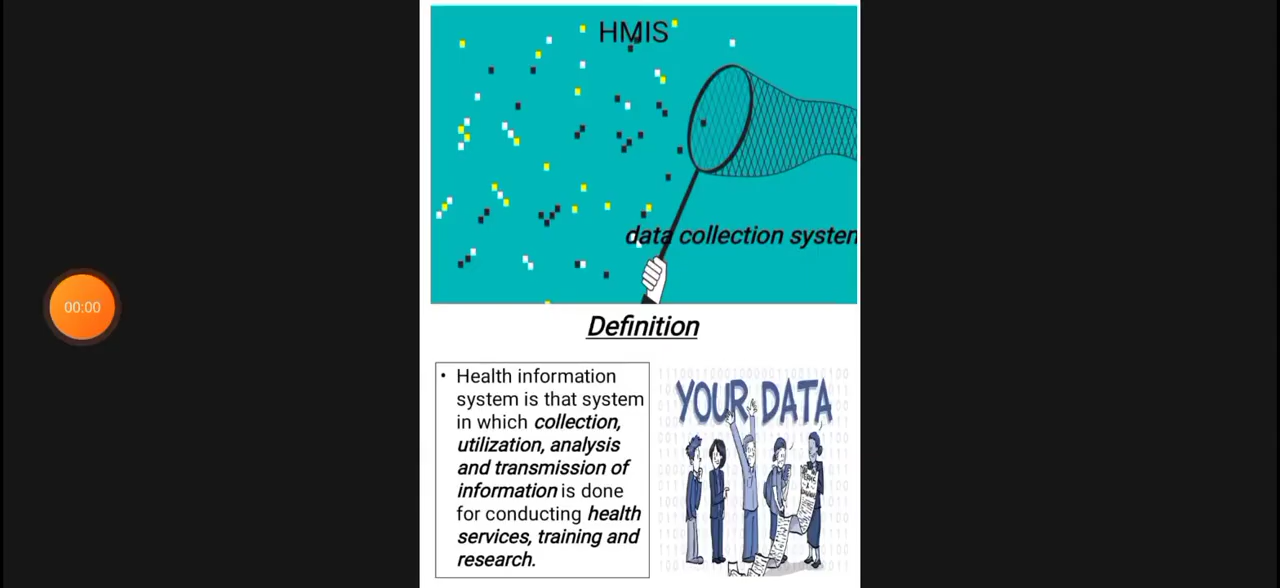 HMIS
data collection system
00:00
Definition
• Health information
system is that system
in which collection,
utilization, analysis
and transmission of
information is done
for conducting health
services, training and
research.
YOUR DATA